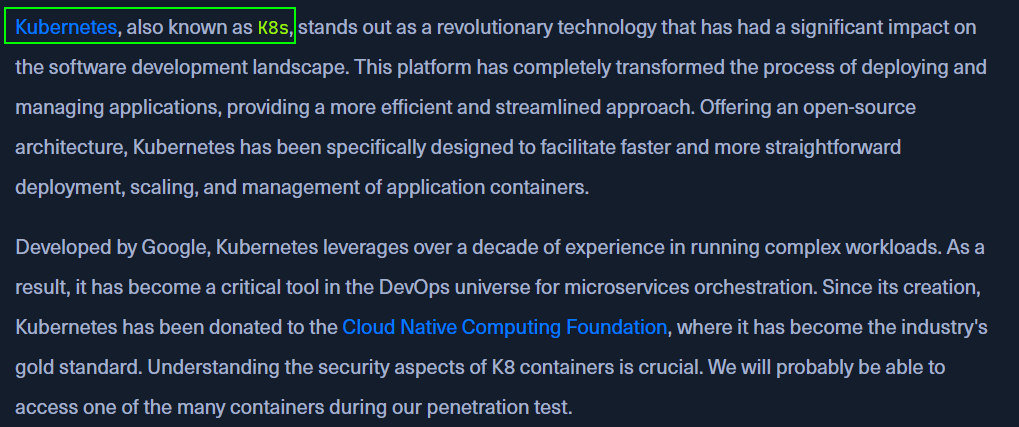 Kubernetes, also known as K8s, stands out as a revolutionary technology that has had a significant impact on
the software development landscape. This platform has completely transformed the process of deploying and
managing applications, providing a more efficient and streamlined approach. Offering an open-source
architecture, Kubernetes has been specifically designed to facilitate faster and more straightforward
deployment, scaling, and management of application containers.
Developed by Google, Kubernetes leverages over a decade of experience in running complex workloads. As a
result, it has become a critical tool in the DevOps universe for microservices orchestration. Since its creation,
Kubernetes has been donated to the Cloud Native Computing Foundation, where it has become the industry's
gold standard. Understanding the security aspects of K8 containers is crucial. We will probably be able to
access one of the many containers during our penetration test.